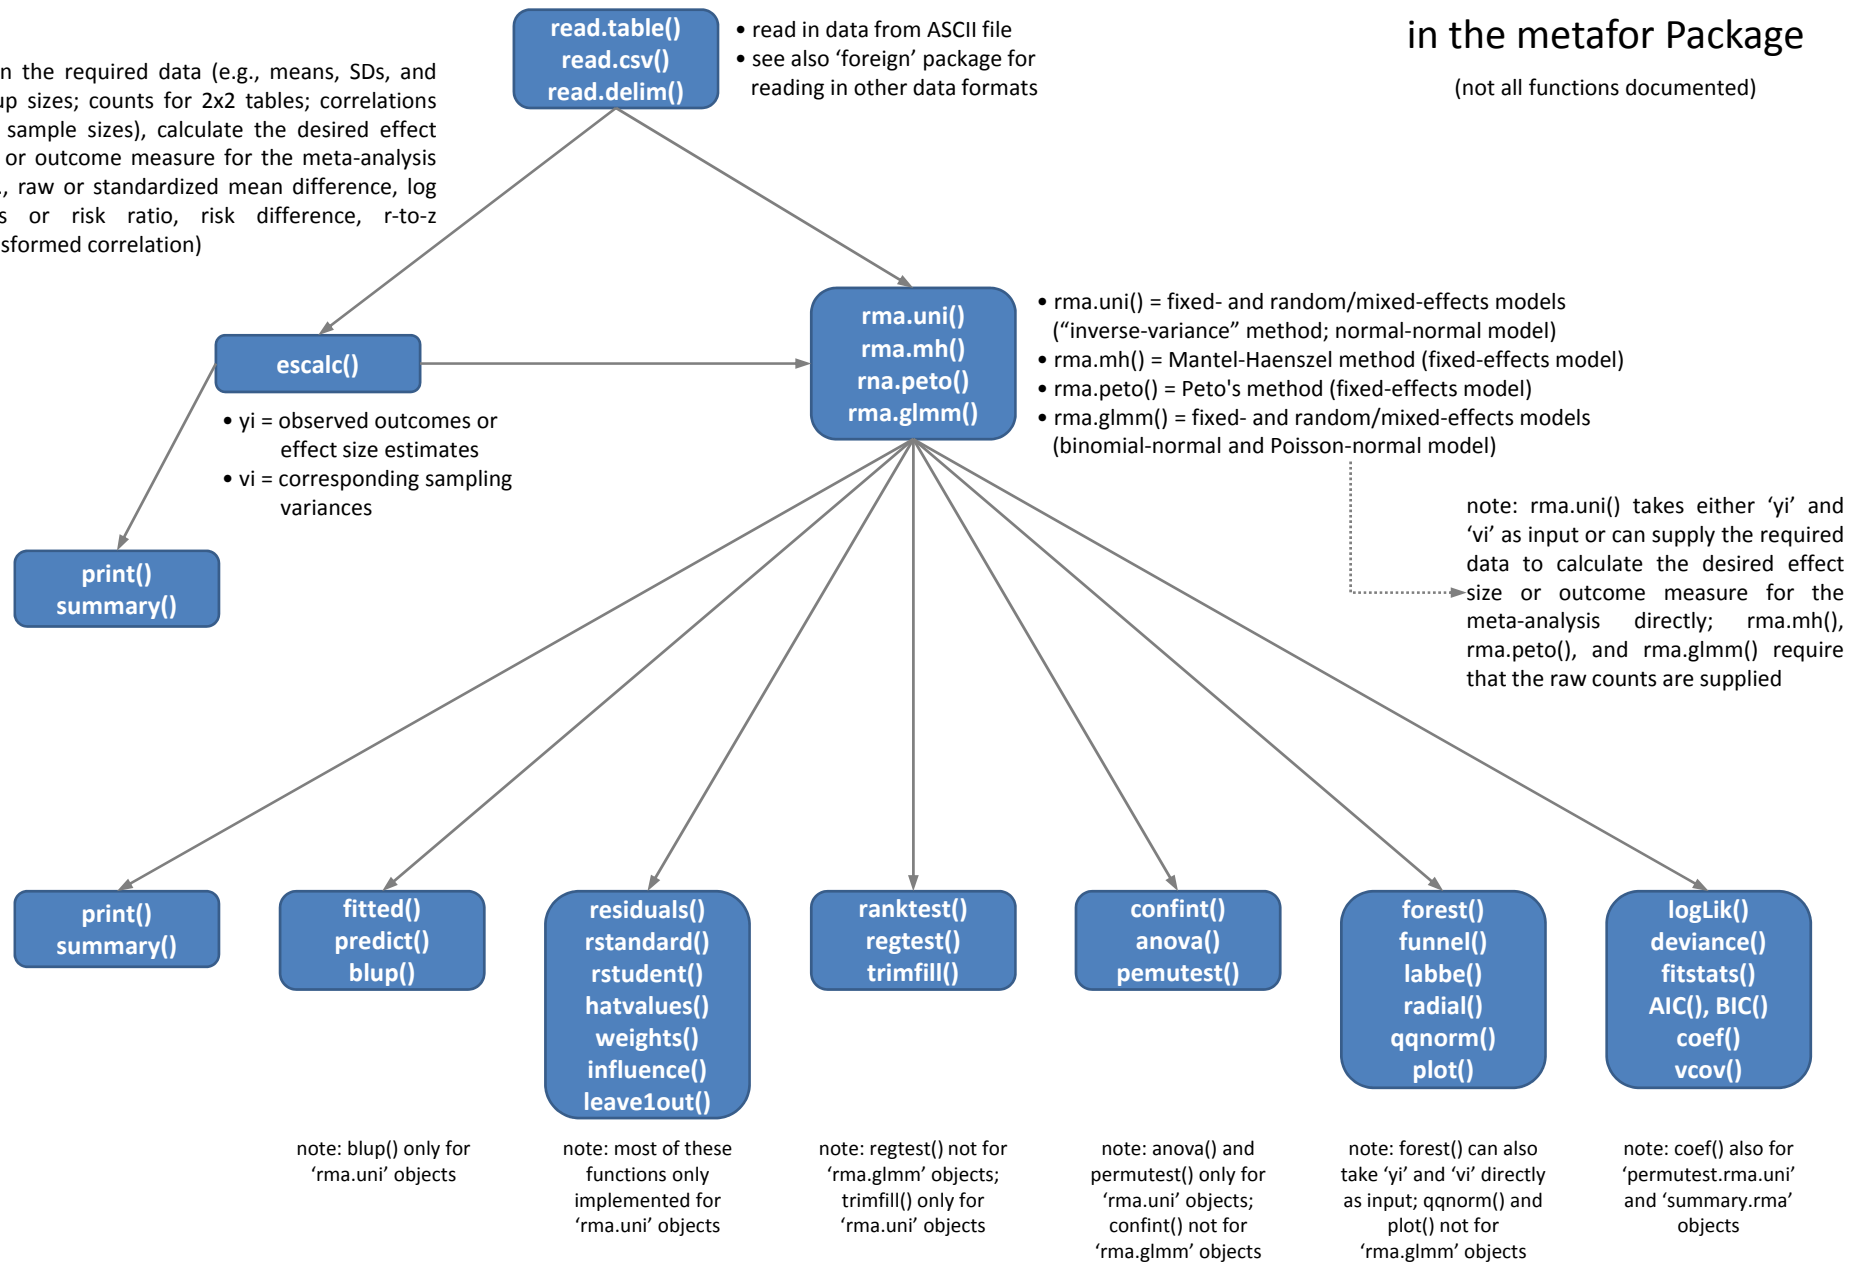 read.table()
read.csv()
read.delim()
• read in data from ASCII file
• see also ‘foreign’ package for
reading in other data formats
in the metafor Package
(not all functions documented)
n the required data (e.g., means, SDs, and
up sizes; counts for 2x2 tables; correlations
sample sizes), calculate the desired effect
or outcome measure for the meta-analysis
., raw or standardized mean difference, log
s or risk ratio, risk difference, r-to-z
nsformed correlation)
escalc()
• yi = observed outcomes or
effect size estimates
• vi = corresponding sampling
variances
rma.uni()
rma.mh()
rna.peto()
rma.glmm()
• rma.uni() = fixed- and random/mixed-effects models
(“inverse-variance” method; normal-normal model)
• rma.mh() = Mantel-Haenszel method (fixed-effects model)
• rma.peto() = Peto's method (fixed-effects model)
• rma.glmm() = fixed- and random/mixed-effects models
(binomial-normal and Poisson-normal model)
note: rma.uni() takes either ‘yi’ and
‘vi’ as input or can supply the required
data to calculate the desired effect
size or outcome measure for the
meta-analysis directly; rma.mh(),
rma.peto(), and rma.glmm() require
that the raw counts are supplied
print()
summary()
print()
summary()
fitted()
predict()
blup()
note: blup() only for
‘rma.uni’ objects
residuals()
rstandard()
rstudent()
hatvalues()
weights()
influence()
leave1out()
note: most of these
functions only
implemented for
‘rma.uni’ objects
ranktest()
regtest()
trimfill()
note: regtest() not for
‘rma.glmm’ objects;
trimfill() only for
‘rma.uni’ objects
confint()
anova()
pemutest()
note: anova() and
permutest() only for
‘rma.uni’ objects;
confint() not for
‘rma.glmm’ objects
forest()
funnel()
labbe()
radial()
qqnorm()
plot()
note: forest() can also
take ‘yi’ and ‘vi’ directly
as input; qqnorm() and
plot() not for
‘rma.glmm’ objects
logLik()
deviance()
fitstats()
AIC(), BIC()
coef()
vcov()
note: coef() also for
‘permutest.rma.uni’
and ‘summary.rma’
objects